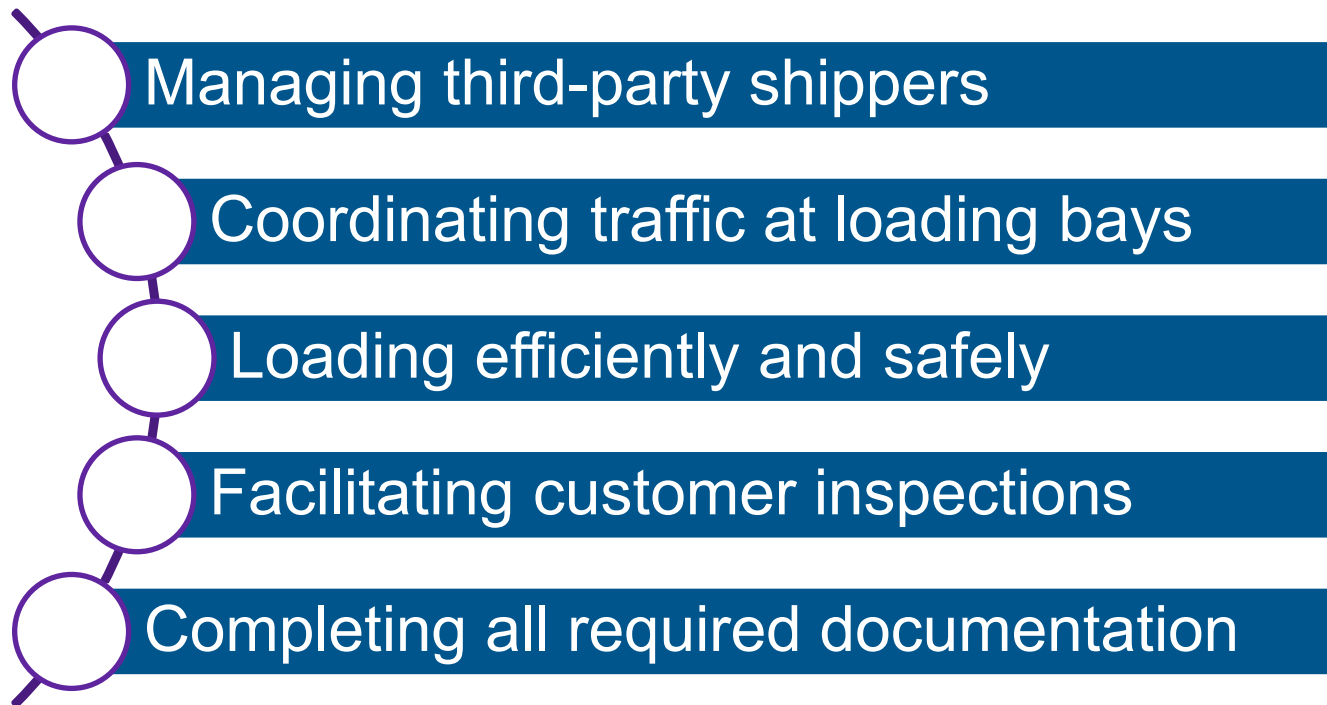 Managing third-party shippers
Coordinating traffic at loading bays
Loading efficiently and safely
Facilitating customer inspections
Completing all required documentation